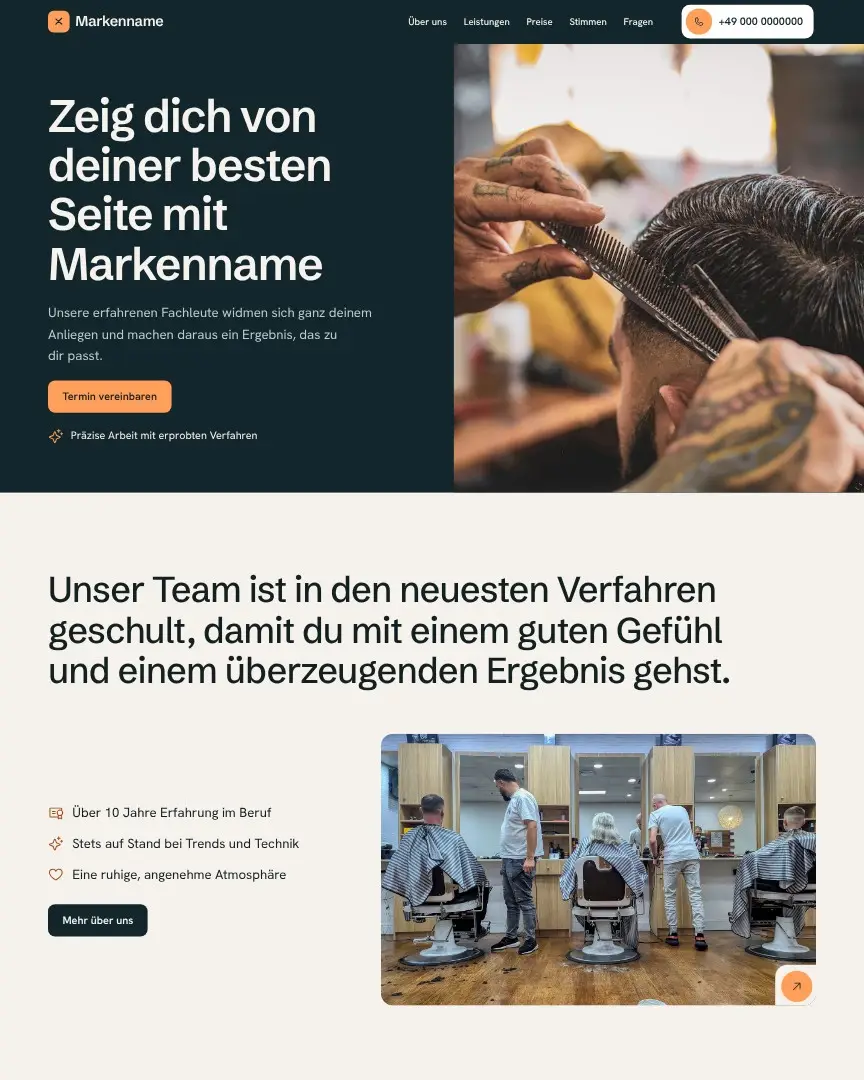 Markenname
Über uns
Leistungen
Preise
Stimmen
Fragen
+49 000 0000000
Zeig dich von
deiner besten
Seite mit
Markenname
Unsere erfahrenen Fachleute widmen sich ganz deinem
Anliegen und machen daraus ein Ergebnis, das zu
dir passt.
Termin vereinbaren
Präzise Arbeit mit erprobten Verfahren
Unser Team ist in den neuesten Verfahren
geschult, damit du mit einem guten Gefühl
und einem überzeugenden Ergebnis gehst.
Über 10 Jahre Erfahrung im Beruf
Stets auf Stand bei Trends und Technik
Eine ruhige, angenehme Atmosphäre
Mehr über uns